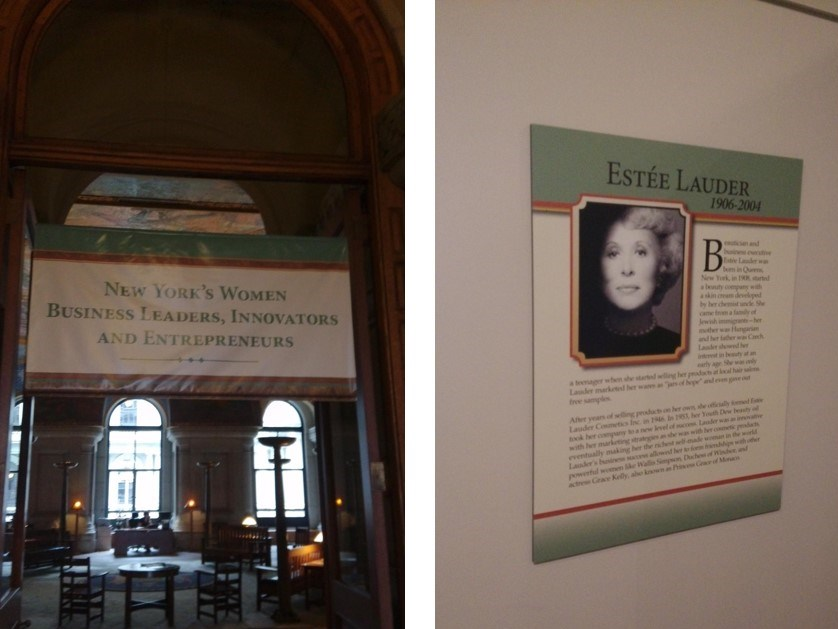 NEW YORK'S WOMEN
BUSINESS LEADERS, INNOVATORS
AND ENTREPRENEURS
ESTÉE LAUDER
1906-2004
Beautician and
business executive
Estée Lauder was
born in Queens,
New York, in 1908, started
a beauty company with
a skin cream developed
by her chemist uncle. She
came from a family of
Jewish immigrants—her
mother was Hungarian
and her father was Czech.
Lauder showed her
interest in beauty at an
early age. She was only
a teenager when she started selling her products at local hair salons.
Lauder marketed her wares as "jars of hope" and even gave out
free samples.
After years of selling products on her own, she officially formed Estee
Lauder Cosmetics Inc. in 1946. In 1953, her Youth Dew beauty oil
took her company to a new level of success. Lauder was as innovative
with her marketing strategies as she was with her cosmetic products,
eventually making her the richest self-made woman in the world.
Lauder's business success allowed her to form friendships with other
powerful women like Wallis Simpson, Duchess of Windsor, and
actress Grace Kelly, also known as Princess Grace of Monaco.